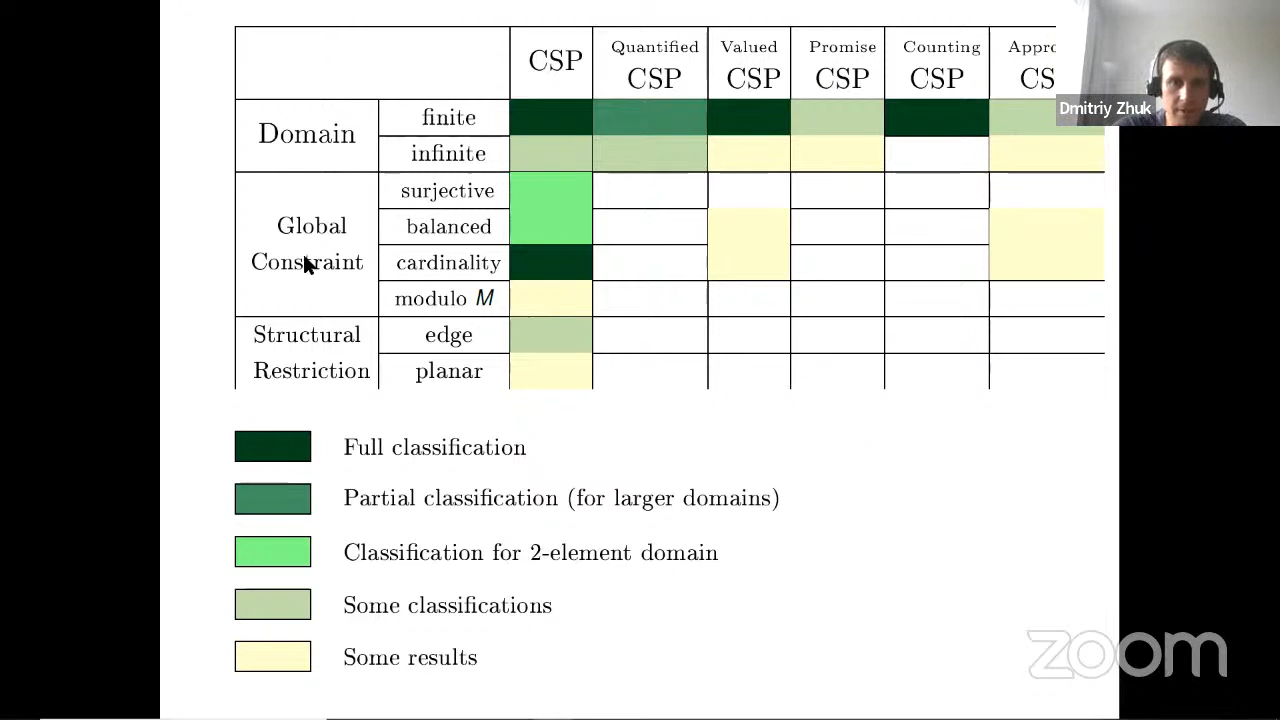 Quantified Valued Promise Counting Appro
CSP CSP CSP CSP CSP CS
Dmitriy Zhuk
Domain finite
infinite
surjective
Global balanced
Constraint cardinality
modulo M
Structural edge
Restriction planar
Full classification
Partial classification (for larger domains)
Classification for 2-element domain
Some classifications
Some results
zoom